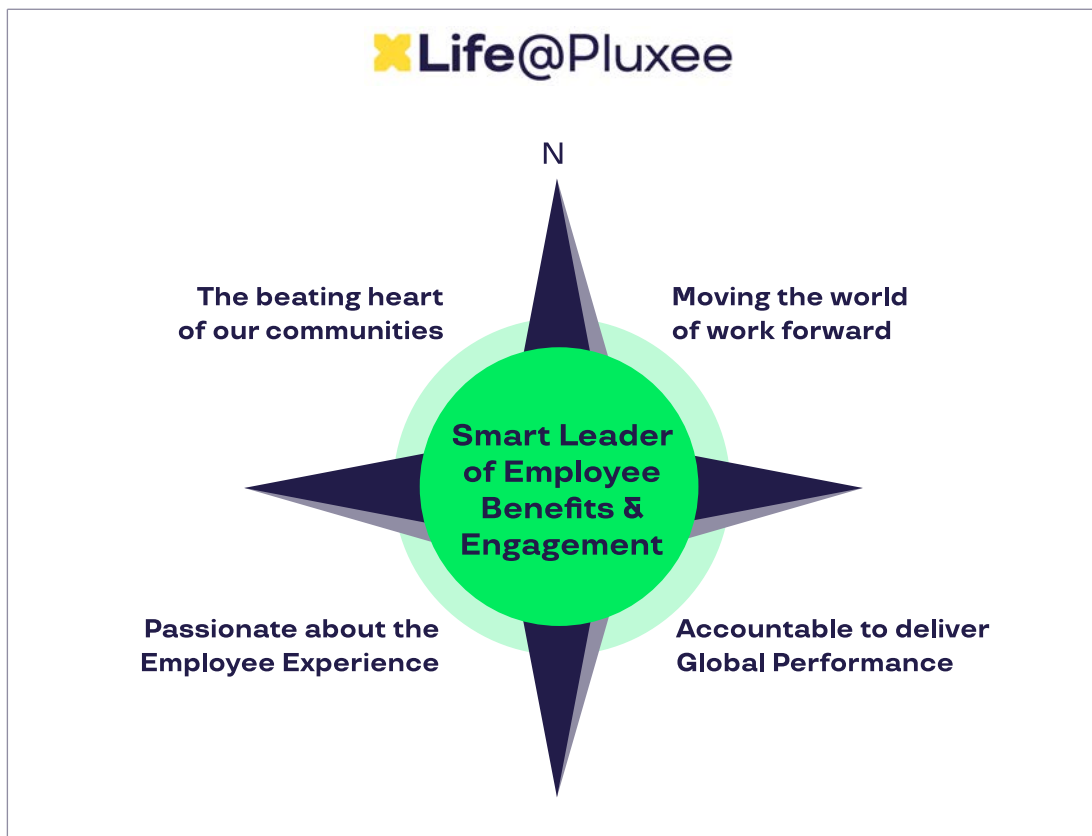 Life@Pluxee
N
The beating heart
of our communities
Moving the world
of work forward
Smart Leader
of Employee
Benefits &
Engagement
Passionate about the
Employee Experience
Accountable to deliver
Global Performance